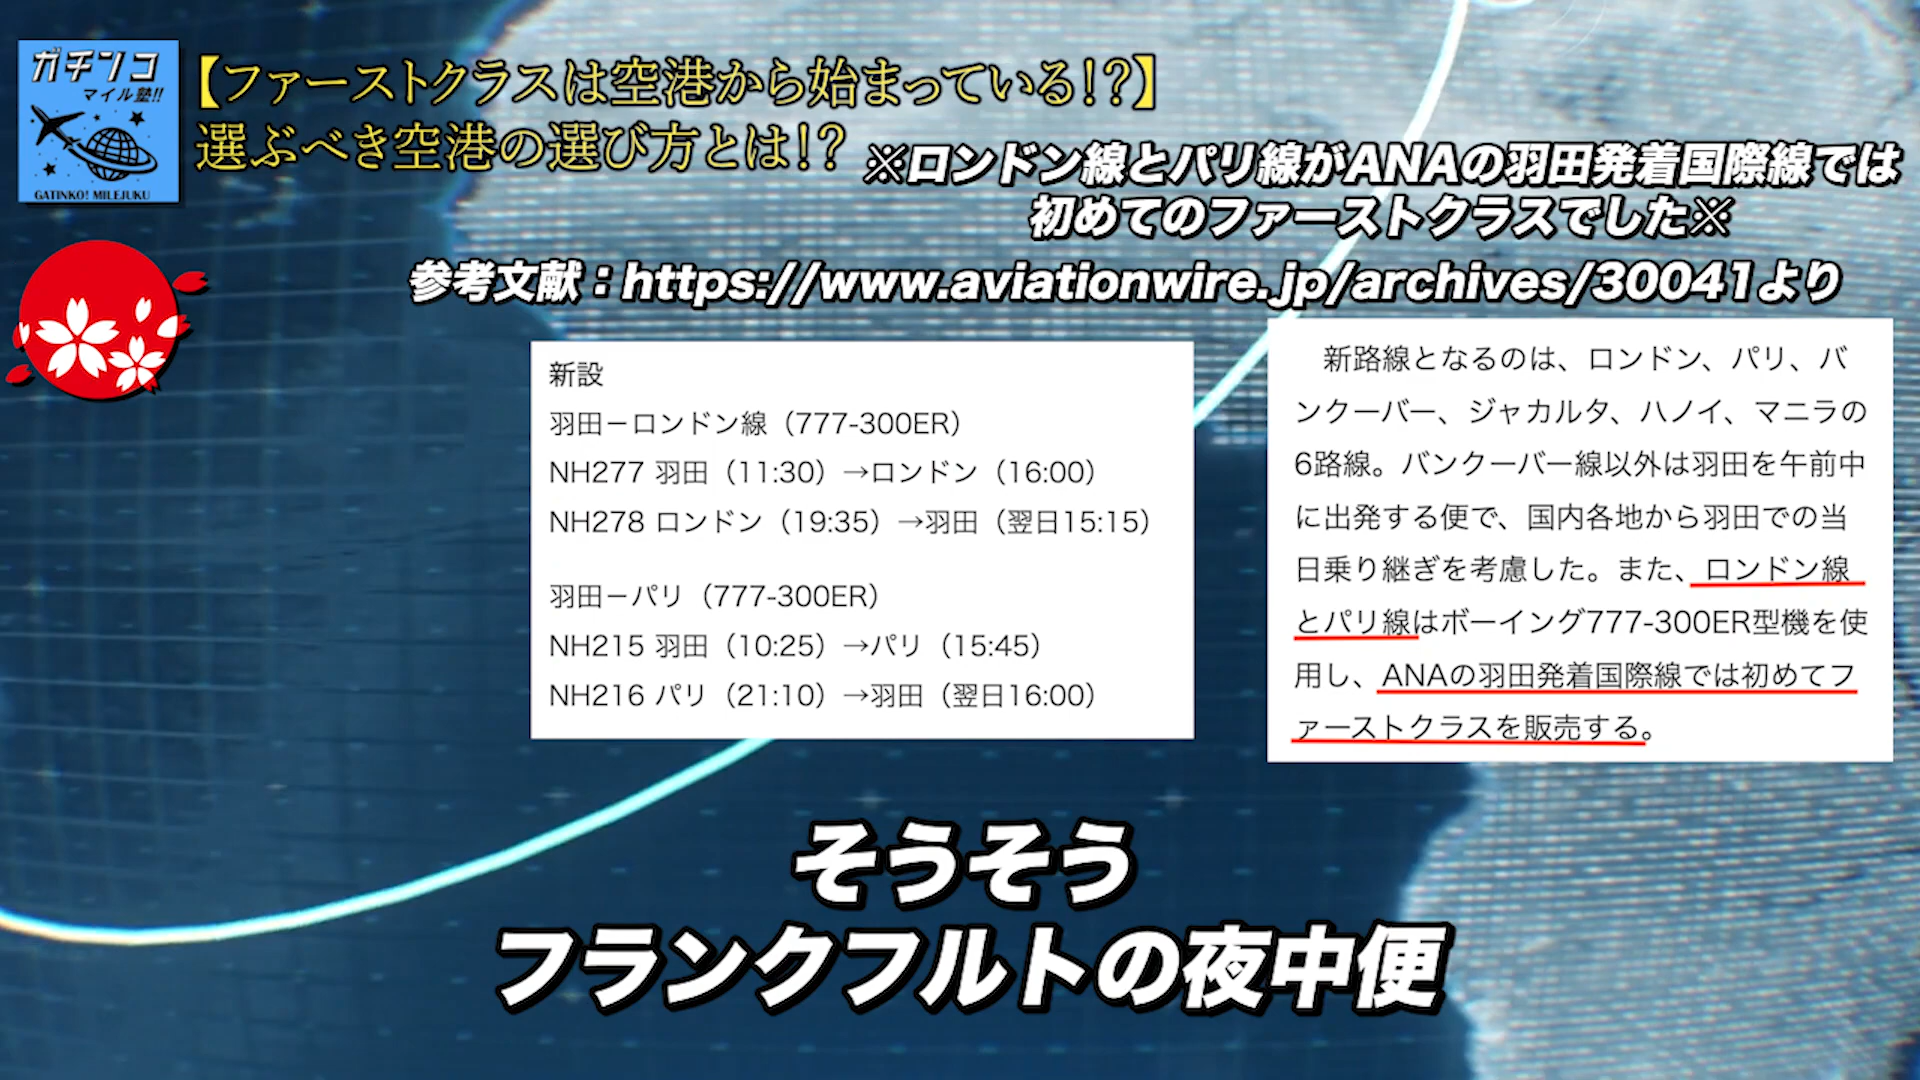 ガチンコ
マイル塾!!
GATINKO! MILEJUKU
【ファーストクラスは空港から始まっている!?】
選ぶべき空港の選び方とは!?
※ロンドン線とパリ線がANAの羽田発着国際線では
初めてのファーストクラスでした※
参考文献：https://www.aviationwire.jp/archives/30041より
新設
羽田－ロンドン線（777-300ER）
NH277 羽田（11:30）→ロンドン（16:00）
NH278 ロンドン（19:35）→羽田（翌日15:15）
羽田－パリ（777-300ER）
NH215 羽田（10:25）→パリ（15:45）
NH216 パリ（21:10）→羽田（翌日16:00）
新路線となるのは、ロンドン、パリ、バ
ンクーバー、ジャカルタ、ハノイ、マニラの
6路線。バンクーバー線以外は羽田を午前中
に出発する便で、国内各地から羽田での当
日乗り継ぎを考慮した。また、ロンドン線
とパリ線はボーイング777-300ER型機を使
用し、ANAの羽田発着国際線では初めてフ
ァーストクラスを販売する。
そうそう
フランクフルトの夜中便